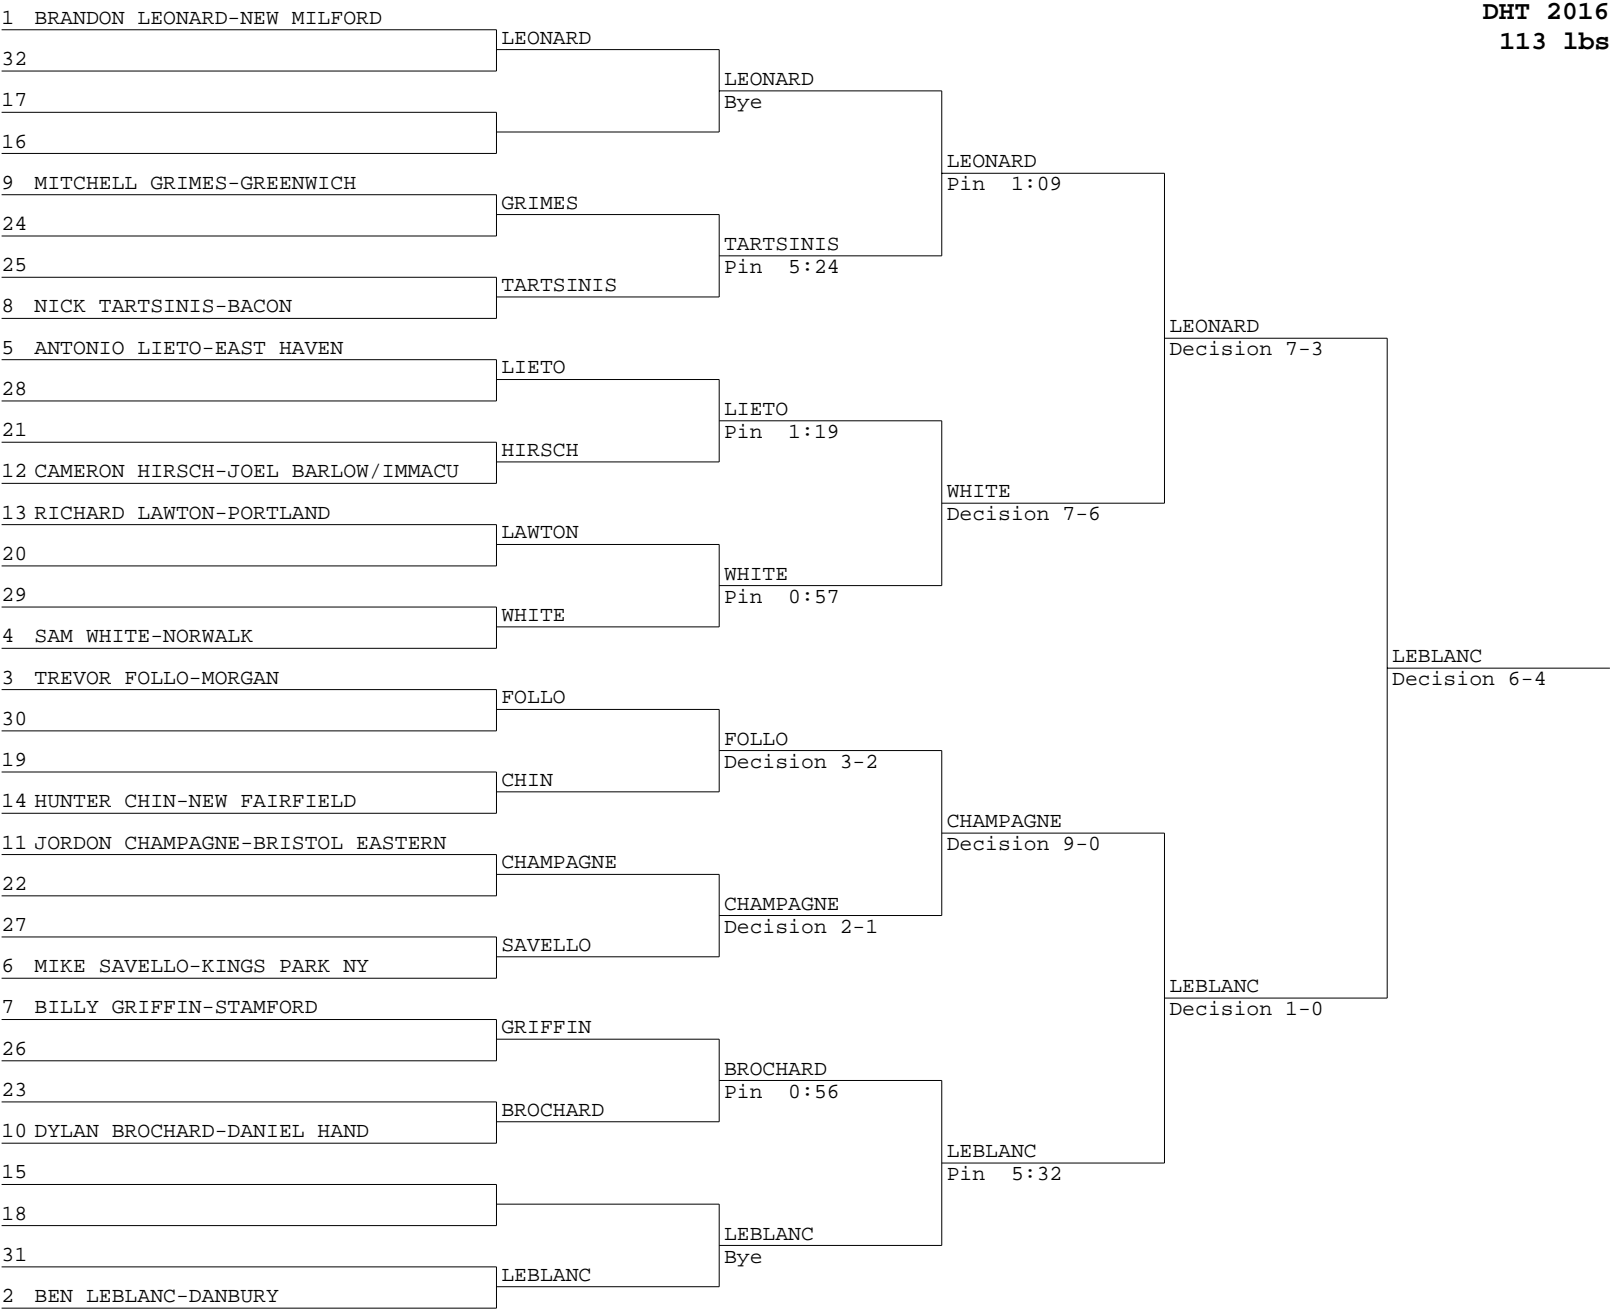 DHT 2016
113 lbs
1 BRANDON LEONARD-NEW MILFORD
32
17
16
9 MITCHELL GRIMES-GREENWICH
24
25
8 NICK TARTSINIS-BACON
5 ANTONIO LIETO-EAST HAVEN
28
21
12 CAMERON HIRSCH-JOEL BARLOW/IMMACU
13 RICHARD LAWTON-PORTLAND
20
29
4 SAM WHITE-NORWALK
3 TREVOR FOLLO-MORGAN
30
19
14 HUNTER CHIN-NEW FAIRFIELD
11 JORDON CHAMPAGNE-BRISTOL EASTERN
22
27
6 MIKE SAVELLO-KINGS PARK NY
7 BILLY GRIFFIN-STAMFORD
26
23
10 DYLAN BROCHARD-DANIEL HAND
15
18
31
2 BEN LEBLANC-DANBURY
LEONARD
GRIMES
TARTSINIS
LIETO
HIRSCH
LAWTON
WHITE
FOLLO
CHIN
CHAMPAGNE
SAVELLO
GRIFFIN
BROCHARD
LEBLANC
LEONARD
Bye
TARTSINIS
Pin 5:24
LIETO
Pin 1:19
WHITE
Pin 0:57
FOLLO
Decision 3-2
CHAMPAGNE
Decision 2-1
BROCHARD
Pin 0:56
LEBLANC
Bye
LEONARD
Pin 1:09
WHITE
Decision 7-6
CHAMPAGNE
Decision 9-0
LEBLANC
Pin 5:32
LEONARD
Decision 7-3
LEBLANC
Decision 1-0
LEBLANC
Decision 6-4